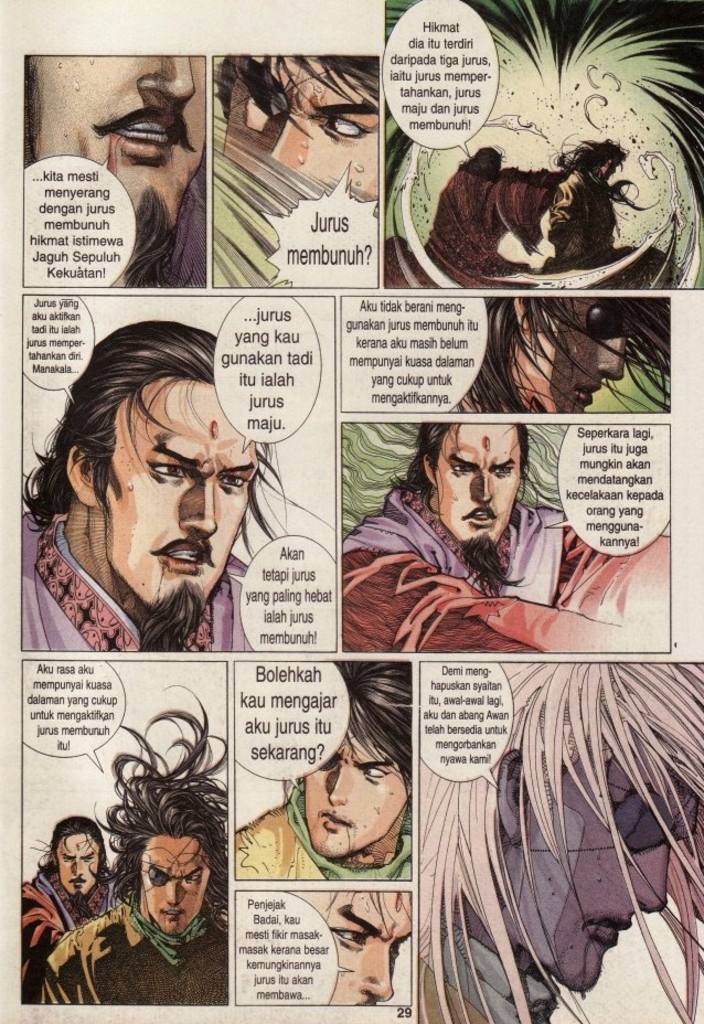 ...kita mesti
menyerang
dengan jurus
membunuh
hikmat istimewa
Jaguh Sepuluh
Kekuatan!
Jurus
membunuh?
Hikmat
dia itu terdiri
daripada tiga jurus,
iaitu jurus memper-
tahankan, jurus
maju dan jurus
membunuh!
Jurus yang
aku aktifkan
tadi itu ialah
jurus memper-
tahankan diri.
Manakala...
...jurus
yang kau
gunakan tadi
itu ialah
jurus
maju.
Akan
tetapi jurus
yang paling hebat
ialah jurus
membunuh!
Aku tidak berani meng-
gunakan jurus membunuh itu
kerana aku masih belum
mempunyai kuasa dalaman
yang cukup untuk
mengaktifkannya.
Seperkara lagi,
jurus itu juga
mungkin akan
mendatangkan
kecelakaan kepada
orang yang
mengguna-
kannya!
Aku rasa aku
mempunyai kuasa
dalaman yang cukup
untuk mengaktifkan
jurus membunuh
itu!
Bolehkah
kau mengajar
aku jurus itu
sekarang?
Penjejak
Badai, kau
mesti fikir masak-
masak kerana besar
kemungkinannya
jurus itu akan
membawa...
Demi meng-
hapuskan syaitan
itu, awal-awal lagi,
aku dan abang Awan
telah bersedia untuk
mengorbankan
nyawa kami!
29